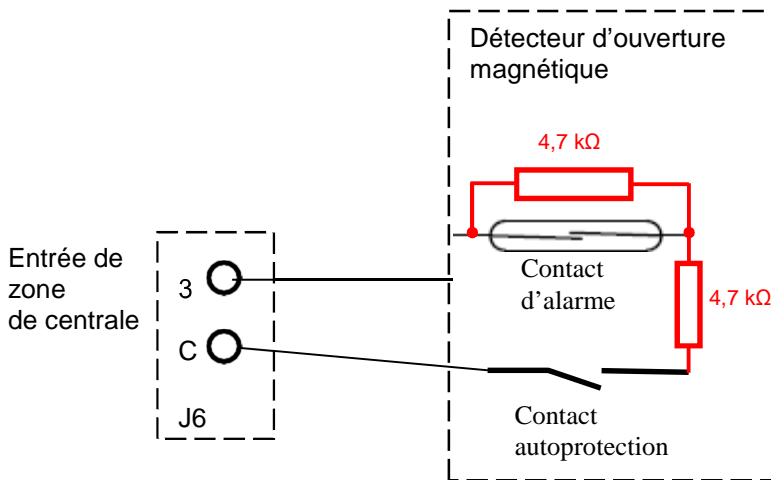 Détecteur d’ouverture
magnétique
4,7 kΩ
Entrée de
zone
de centrale
3
Contact
d’alarme
4,7 kΩ
C
J6
Contact
autoprotection